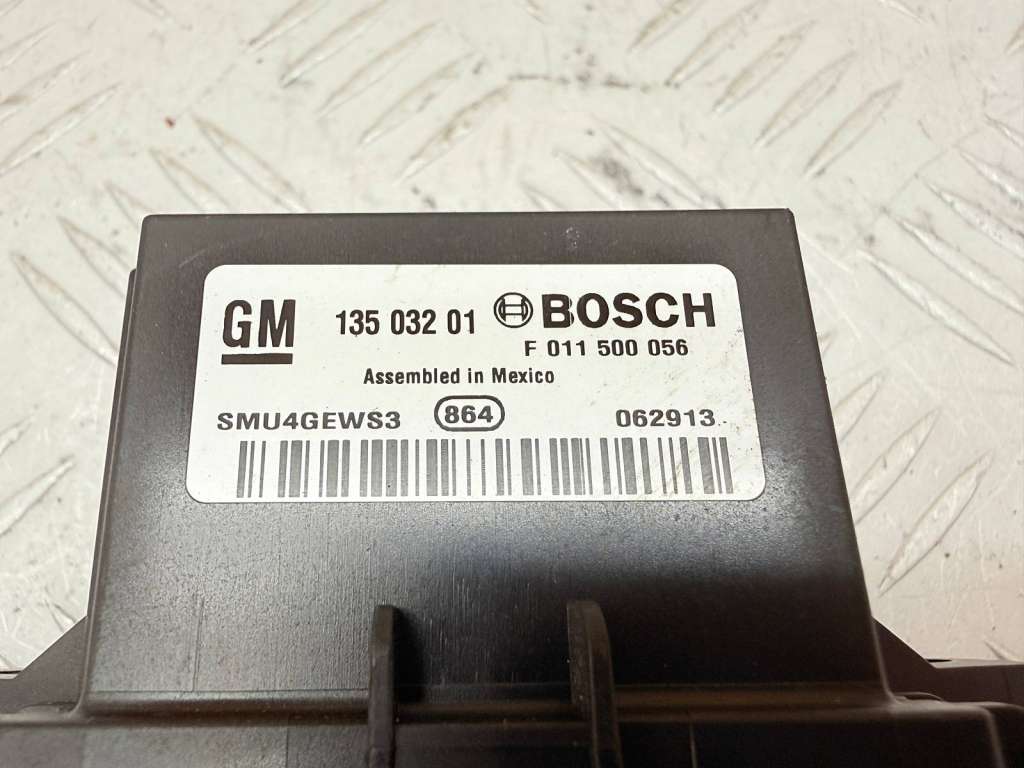 GM 135 032 01 BOSCH
F 011 500 056
Assembled in Mexico
SMU4GEWS3 864 062913